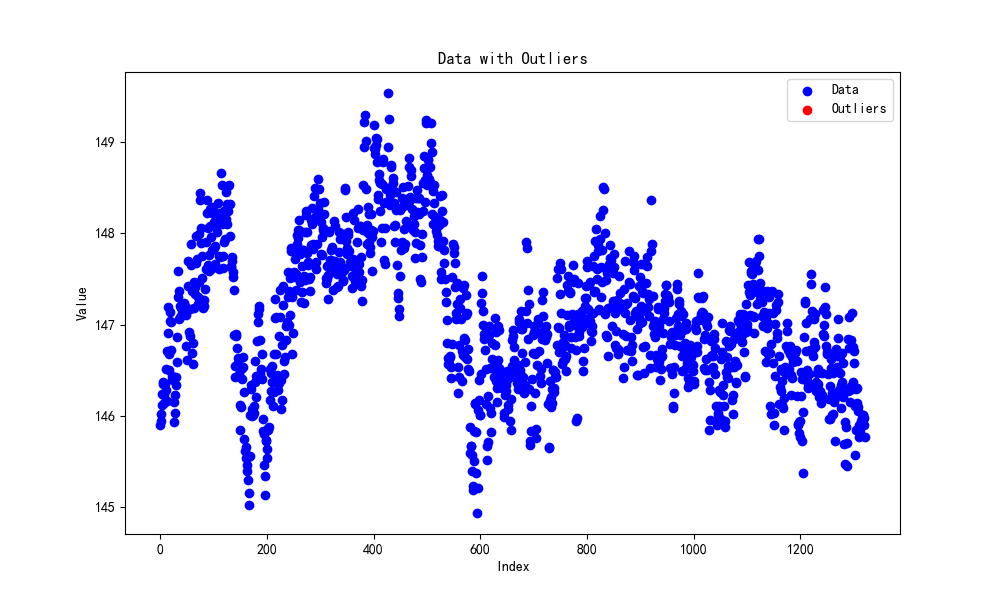 Data with Outliers
Data
Outliers
149
148
147
146
145
Value
0 200 400 600 800 1000 1200
Index